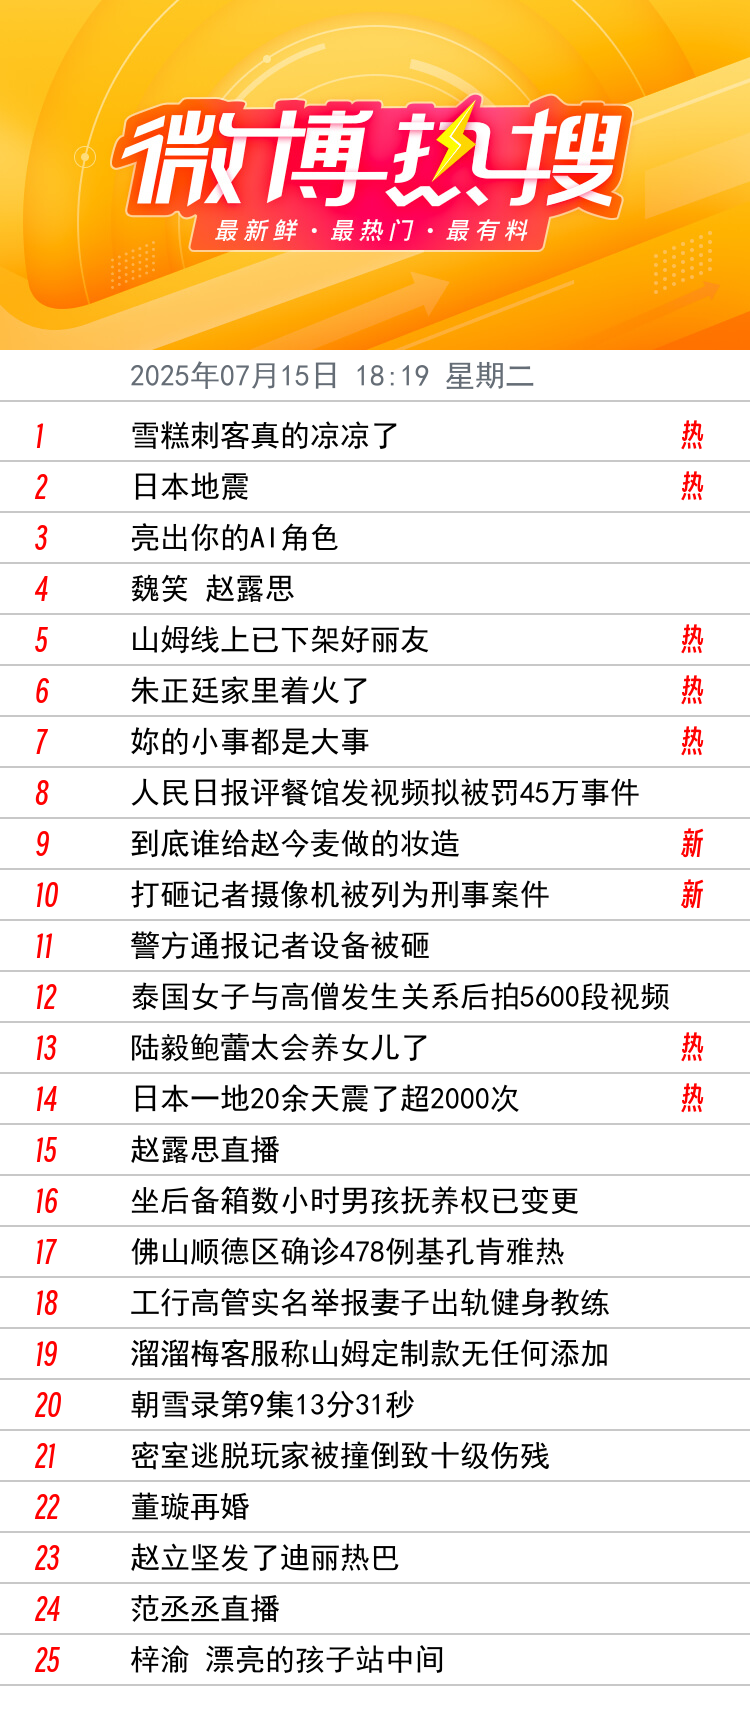 微博热搜
最新鲜·最热门·最有料
2025年07月15日 18:19 星期二
1 雪糕刺客真的凉凉了 热
2 日本地震 热
3 亮出你的AI角色
4 魏笑 赵露思
5 山姆线上已下架好丽友 热
6 朱正廷家里着火了 热
7 妳的小事都是大事 热
8 人民日报评餐馆发视频拟被罚45万事件
9 到底谁给赵今麦做的妆造 新
10 打砸记者摄像机被列为刑事案件 新
11 警方通报记者设备被砸
12 泰国女子与高僧发生关系后拍5600段视频
13 陆毅鲍蕾太会养女儿了 热
14 日本一地20余天震了超2000次 热
15 赵露思直播
16 坐后备箱数小时男孩抚养权已变更
17 佛山顺德区确诊478例基孔肯雅热
18 工行高管实名举报妻子出轨健身教练
19 溜溜梅客服称山姆定制款无任何添加
20 朝雪录第9集13分31秒
21 密室逃脱玩家被撞倒致十级伤残
22 董璇再婚
23 赵立坚发了迪丽热巴
24 范丞丞直播
25 梓渝 漂亮的孩子站中间